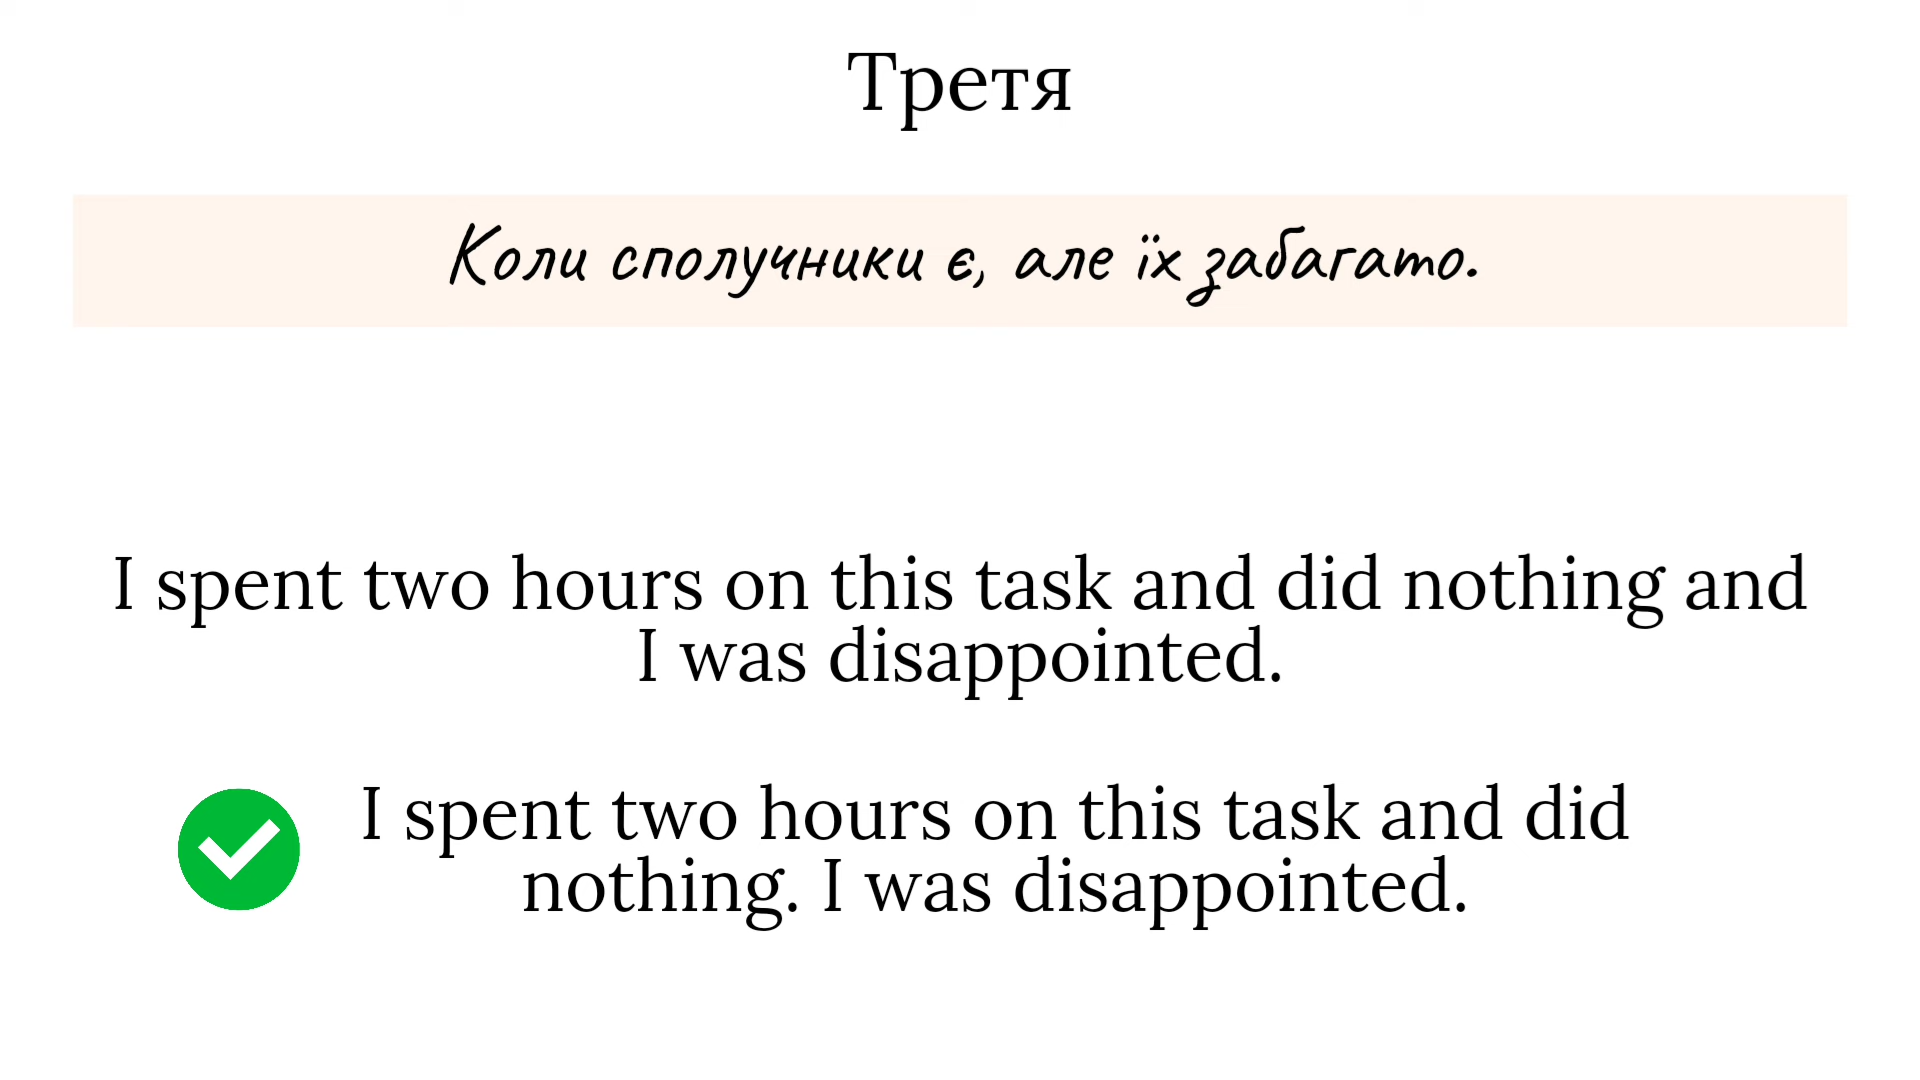 Третя
Коли сполучники є, але їх забагато.
I spent two hours on this task and did nothing and
I was disappointed.
I spent two hours on this task and did
nothing. I was disappointed.